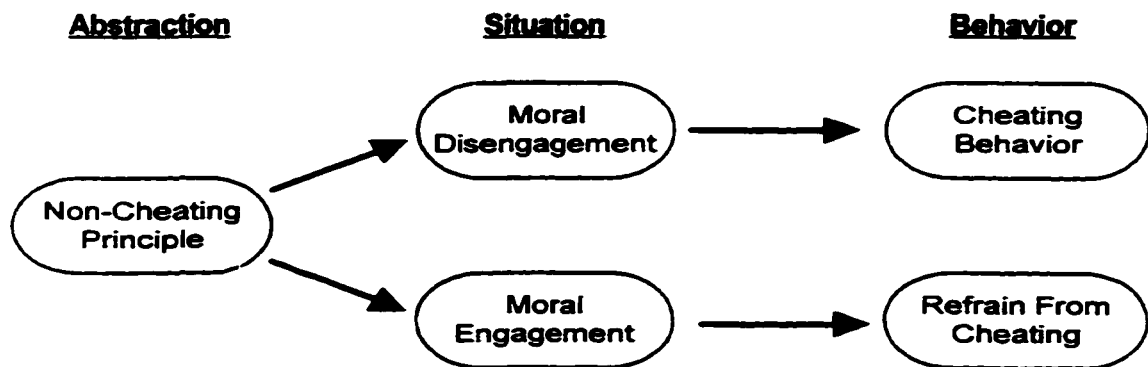 Abstraction
Situation
Behavior
Moral
Disengagement
Cheating
Behavior
Non-Cheating
Principle
Moral
Engagement
Refrain From
Cheating